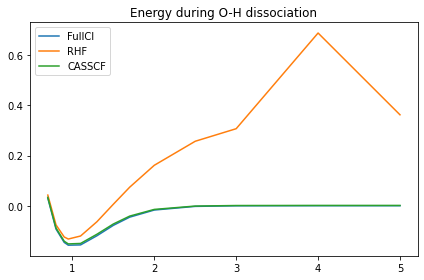 Energy during O-H dissociation
FullCI
RHF
CASSCF
0.6
0.4
0.2
0.0
1
2
3
4
5